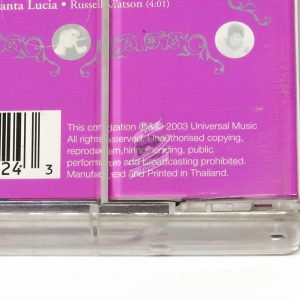 anta Lucia • Russell Watson (4:01)
This compilation ℗&© 2003 Universal Music
All rights reserved. Unauthorised copying,
reproduction, hiring, lending, public
performance and broadcasting prohibited.
Manufactured and Printed in Thailand.
24 3